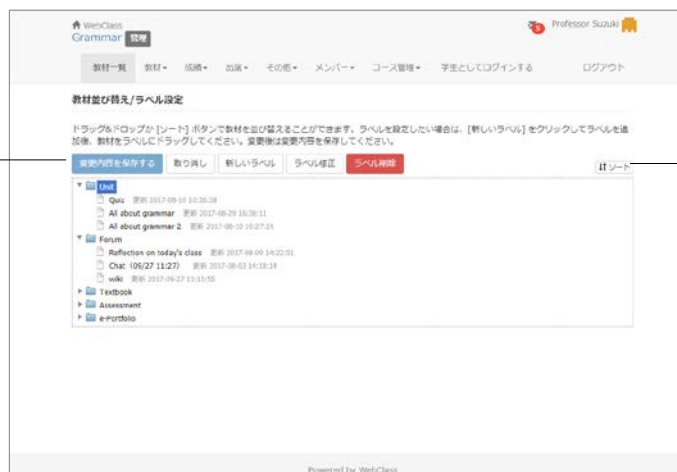 WebClass
Grammar 管理
5 Professor Suzuki
教材一覧 教材 成績 出席 その他 メンバー コース管理 学生としてログインする ログアウト
教材並び替え/ラベル設定
ドラッグ&ドロップか [ソート] ボタンで教材を並び替えることができます。ラベルを設定したい場合は、[新しいラベル] をクリックしてラベルを追
加後、教材をラベルにドラッグしてください。変更後は変更内容を保存してください。
変更内容を保存する 取り消し 新しいラベル ラベル修正 ラベル削除 ソート
Unit
Quiz 更新 2017-08-10 10:26:28
All about grammar 更新 2017-08-29 16:38:11
All about grammar 2 更新 2017-08-10 10:27:15
Forum
Reflection on today's class 更新 2017-08-09 14:22:51
Chat (06/27 11:27) 更新 2017-08-03 14:18:14
wiki 更新 2017-06-27 11:13:55
Textbook
Assessment
e-Portfolio
Powered by WebClass